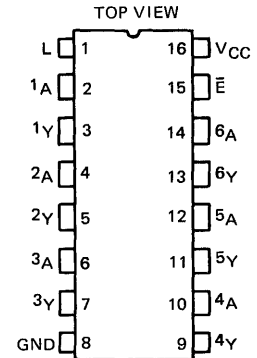 TOP VIEW
L 1 16 VCC
1A 2 15 E̅
1Y 3 14 6A
2A 4 13 6Y
2Y 5 12 5A
3A 6 11 5Y
3Y 7 10 4A
GND 8 9 4Y